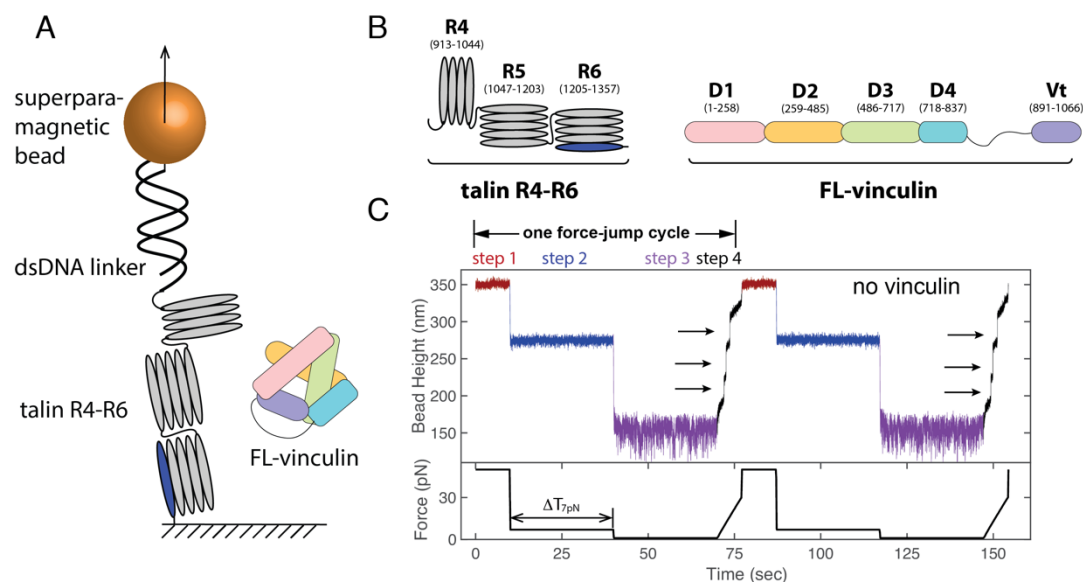 A
superpara-
magnetic
bead
dsDNA linker
talin R4-R6
FL-vinculin
B
R4
(913-1044)
R5
(1047-1203)
R6
(1205-1357)
talin R4-R6
D1
(1-258)
D2
(259-485)
D3
(486-717)
D4
(718-837)
Vt
(891-1066)
FL-vinculin
C
one force-jump cycle
step 1 step 2 step 3 step 4
no vinculin
Bead Height (nm)
350
300
250
200
150
Force (pN)
30
0
ΔT7pN
0 25 50 75 100 125 150
Time (sec)